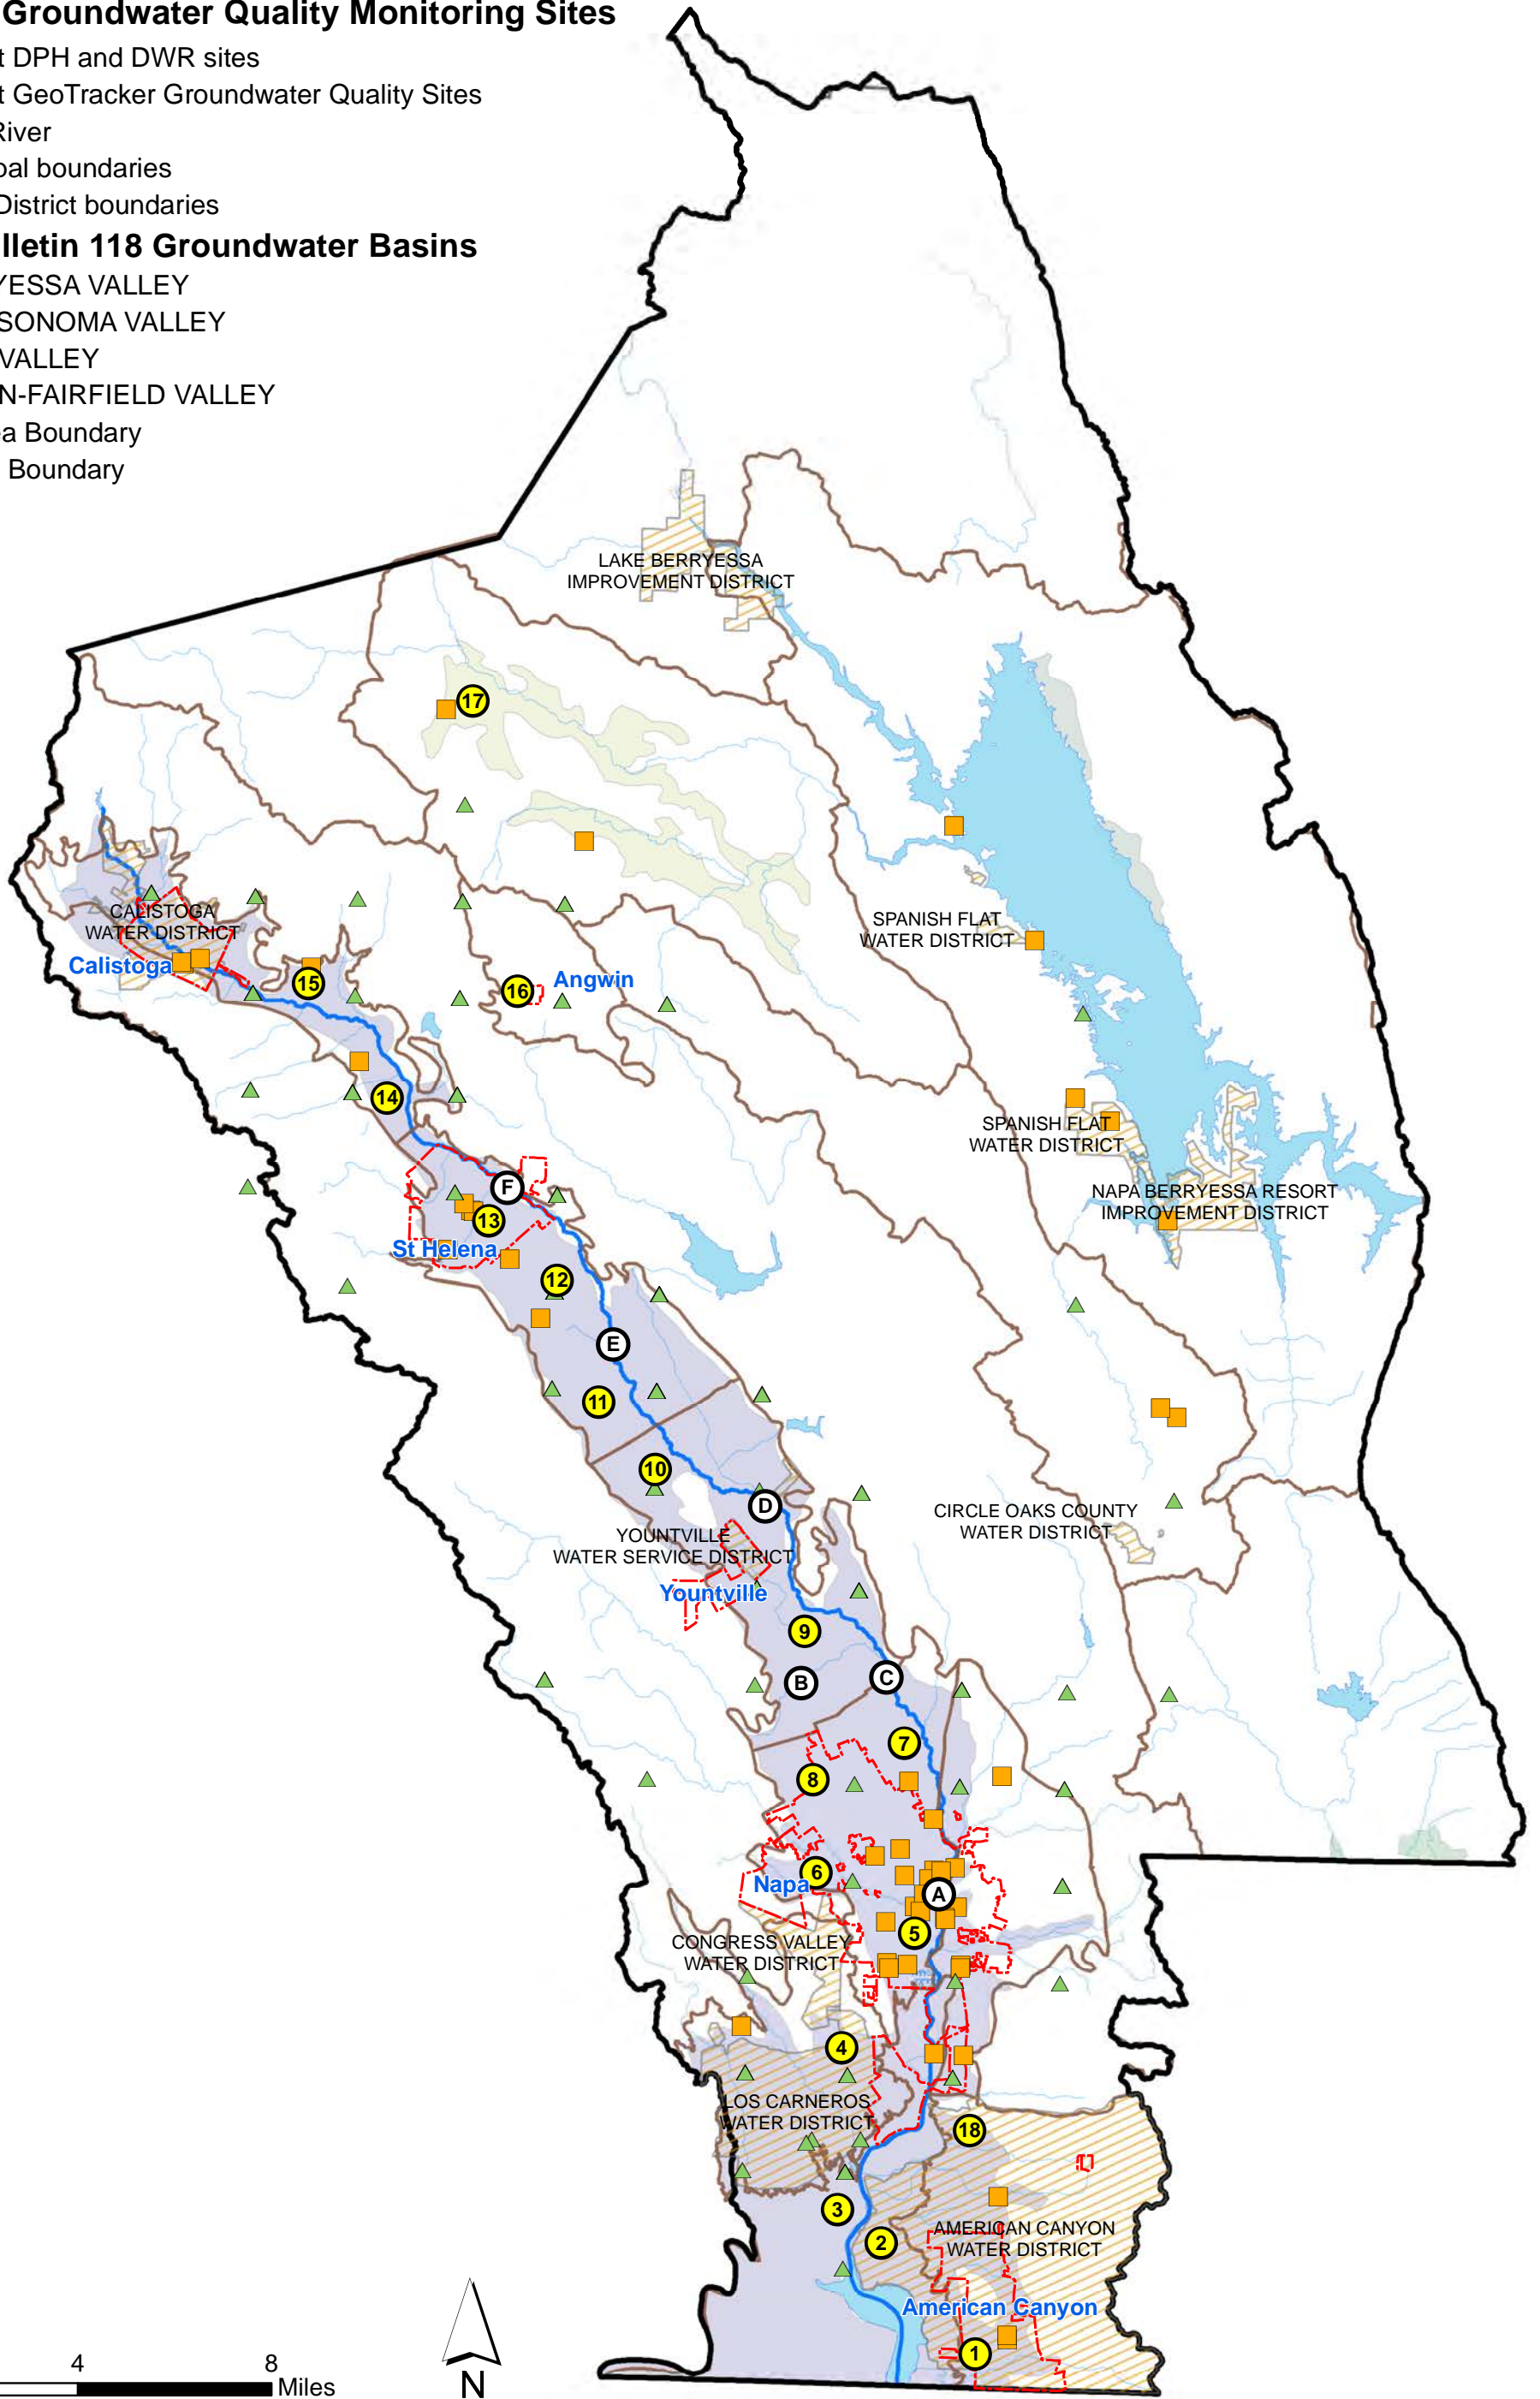 Groundwater Quality Monitoring Sites
t DPH and DWR sites
t GeoTracker Groundwater Quality Sites
River
pal boundaries
District boundaries
lletin 118 Groundwater Basins
YESSA VALLEY
SONOMA VALLEY
VALLEY
N-FAIRFIELD VALLEY
a Boundary
Boundary
LAKE BERRYESSA
IMPROVEMENT DISTRICT
17
CALISTOGA
WATER DISTRICT
Calistoga
15
16
Angwin
SPANISH FLAT
WATER DISTRICT
14
SPANISH FLAT
WATER DISTRICT
F
13
St Helena
NAPA BERRYESSA RESORT
IMPROVEMENT DISTRICT
12
E
11
10
D
YOUNTVILLE
WATER SERVICE DISTRICT
Yountville
CIRCLE OAKS COUNTY
WATER DISTRICT
9
B
C
7
8
6
Napa
A
5
CONGRESS VALLEY
WATER DISTRICT
4
LOS CARNEROS
WATER DISTRICT
18
3
2
AMERICAN CANYON
WATER DISTRICT
American Canyon
1
4
8
Miles
N